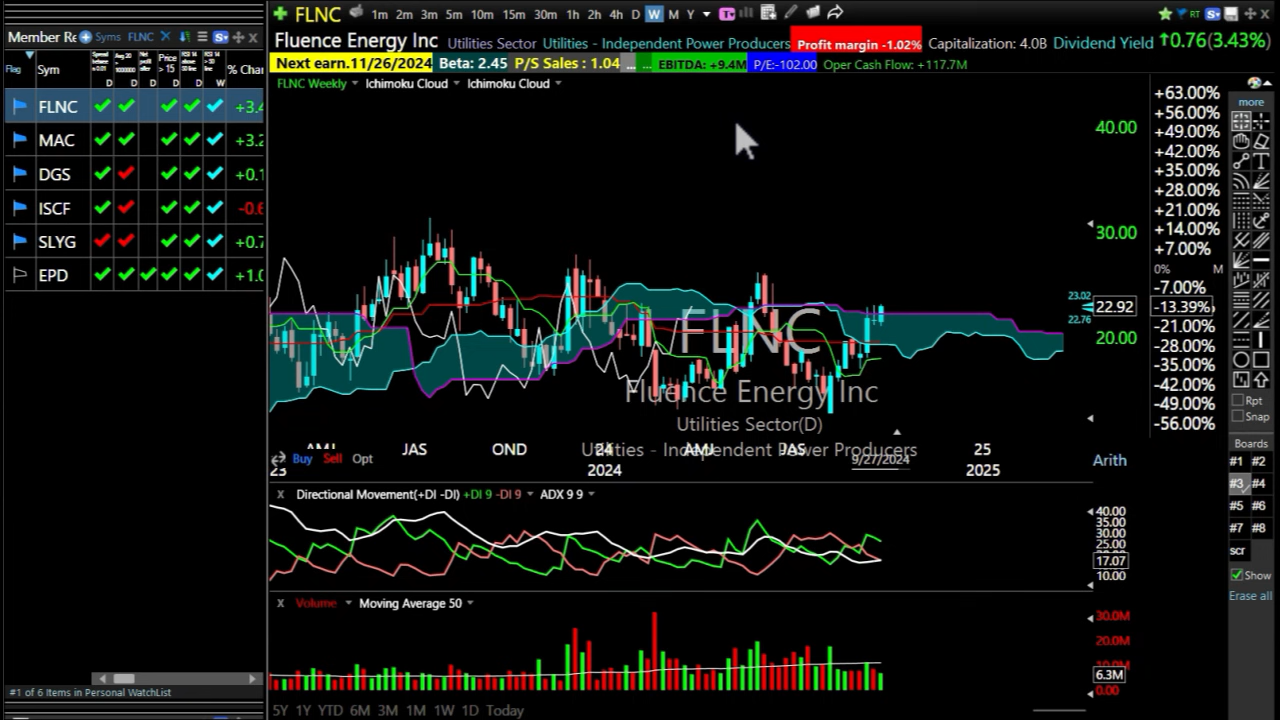 Member Re Syms FLNC
FLNC 1m 2m 3m 5m 10m 15m 30m 1h 2h 4h D W M Y
Fluence Energy Inc Utilities Sector Utilities - Independent Power Producers Profit margin -1.02% Capitalization: 4.0B Dividend Yield 0.76(3.43%)
Next earn.11/26/2024 Beta: 2.45 P/S Sales : 1.04 ... EBITDA: +9.4M P/E:-102.00 Oper Cash Flow: +117.7M
Flag Sym % Chan
D D D D D W D
FLNC Weekly Ichimoku Cloud Ichimoku Cloud
FLNC +3.4
MAC +3.2
DGS +0.1
ISCF -0.6
SLYG +0.7
EPD +1.0
40.00
30.00
23.02
22.92
22.76
20.00
+63.00%
+56.00%
+49.00%
+42.00%
+35.00%
+28.00%
+21.00%
+14.00%
+7.00%
0% M
-7.00%
-13.39%
-21.00%
-28.00%
-35.00%
-42.00%
-49.00%
-56.00%
more
Rpt
Snap
Boards
#1 #2
#3 #4
#5 #6
#7 #8
scr
Show
Erase all
FLNC
Fluence Energy Inc
Utilities Sector(D)
Utilities - Independent Power Producers
AMJ JAS OND 24 AMJ JAS 25
Buy Sell Opt
23 2024 9/27/2024 2025
Arith
X Directional Movement(+DI -DI) +DI 9 -DI 9 ADX 9 9
40.00
35.00
30.00
25.00
17.07
10.00
X Volume Moving Average 50
30.0M
20.0M
10.0M
6.3M
0.00
#1 of 6 Items in Personal WatchList
5Y 1Y YTD 6M 3M 1M 1W 1D Today